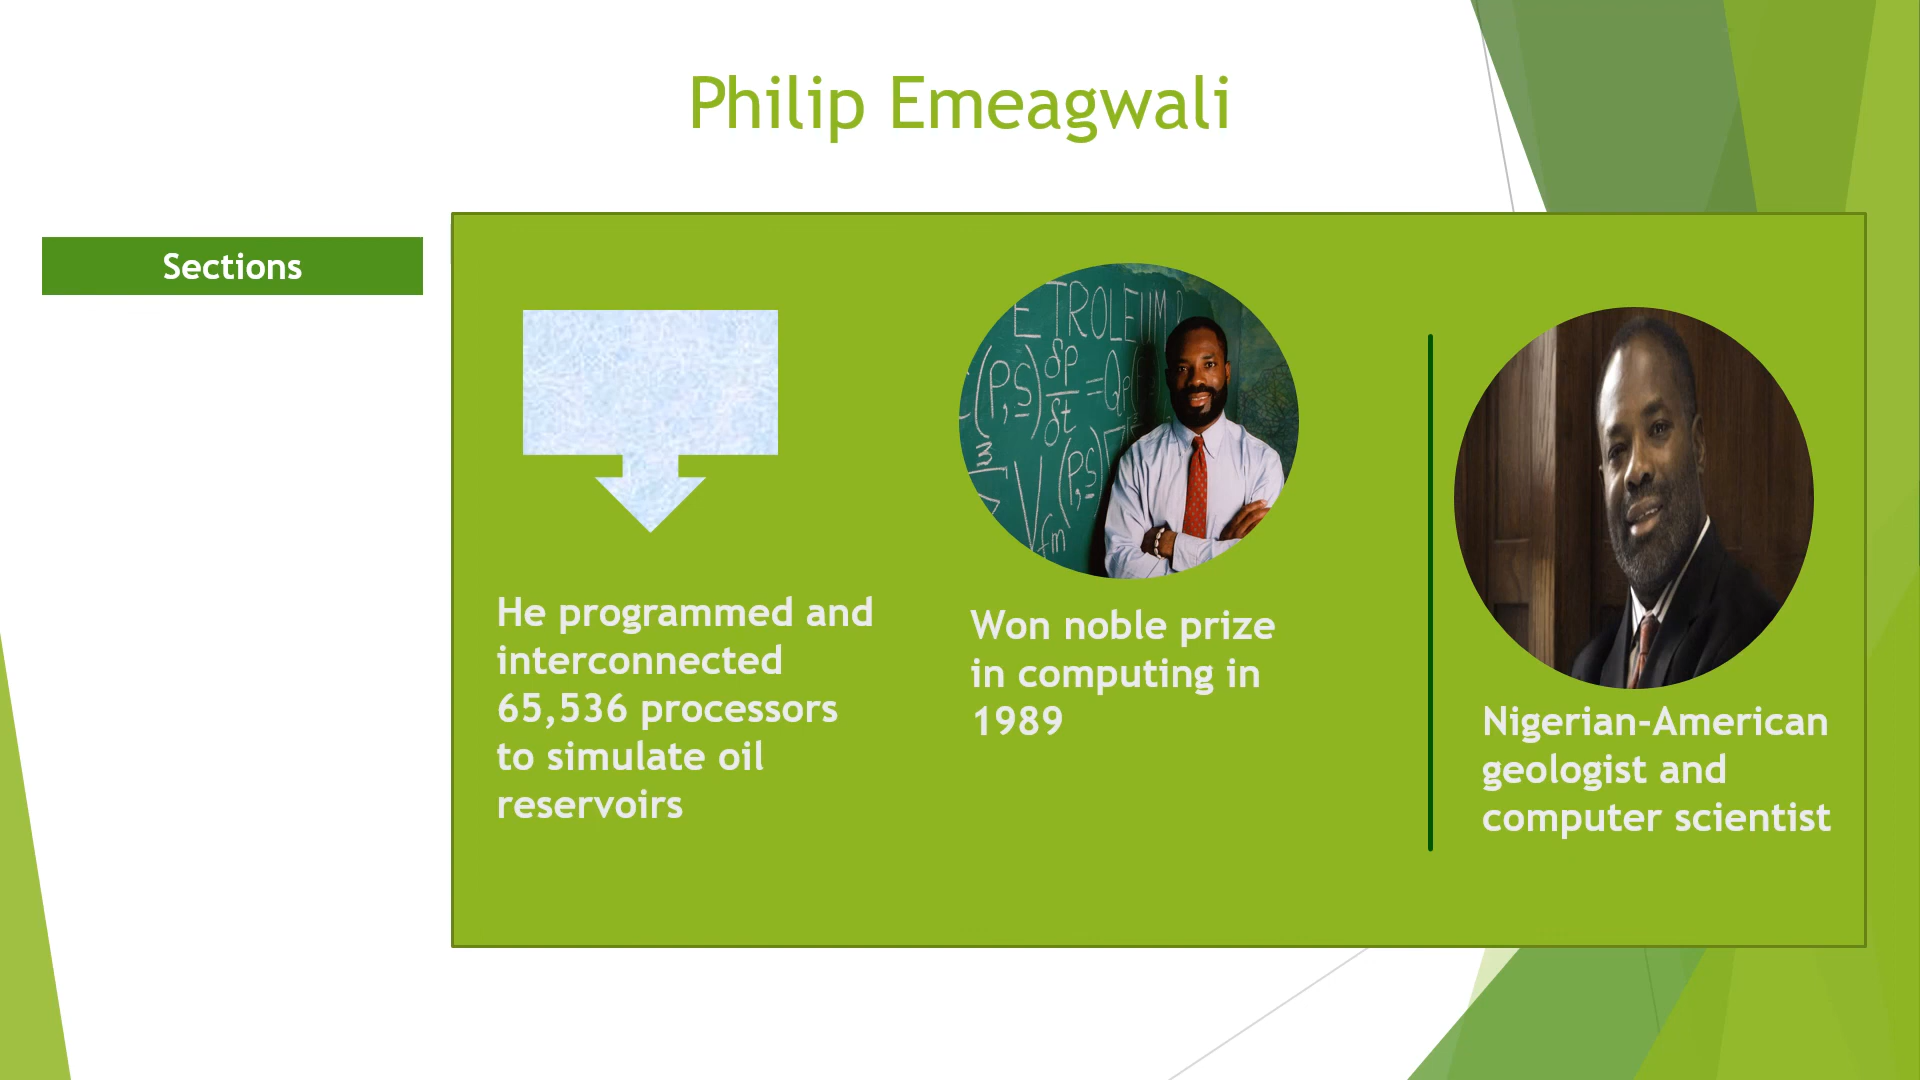 Philip Emeagwali
Sections
He programmed and
interconnected
65,536 processors
to simulate oil
reservoirs
ETROLEUM
Won noble prize
in computing in
1989
Nigerian-American
geologist and
computer scientist